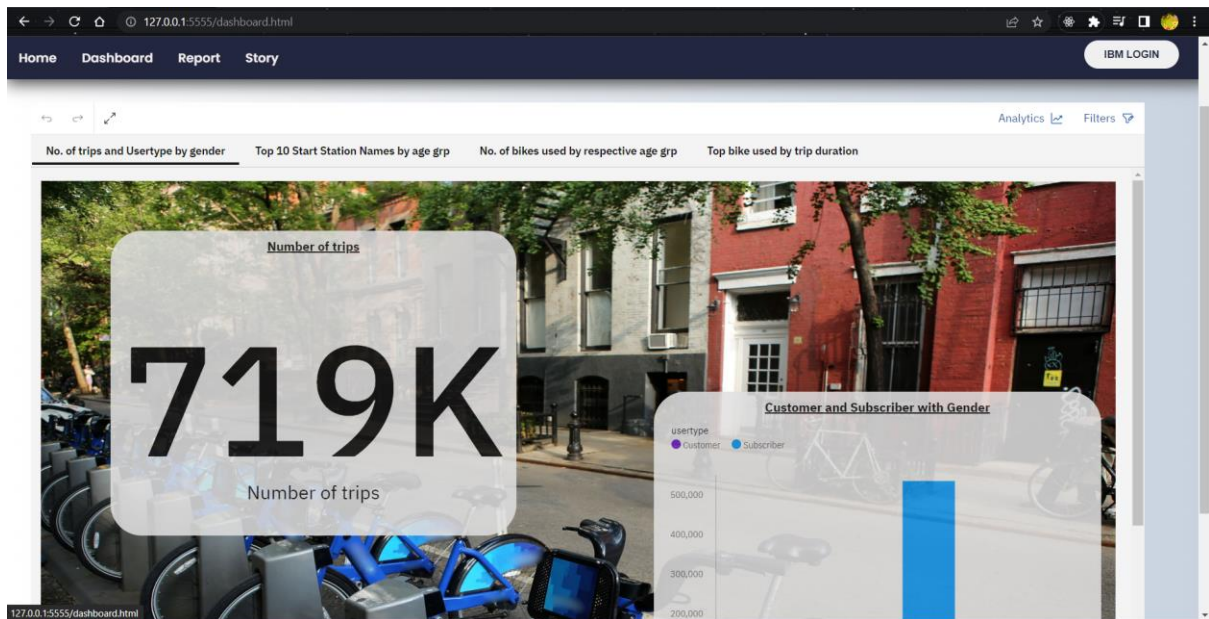 127.0.0.1:5555/dashboard.html
Home Dashboard Report Story IBM LOGIN
Analytics Filters
No. of trips and Usertype by gender Top 10 Start Station Names by age grp No. of bikes used by respective age grp Top bike used by trip duration
Number of trips
719K
Number of trips
Customer and Subscriber with Gender
usertype
Customer Subscriber
500,000
400,000
300,000
200,000
127.0.0.1:5555/dashboard.html